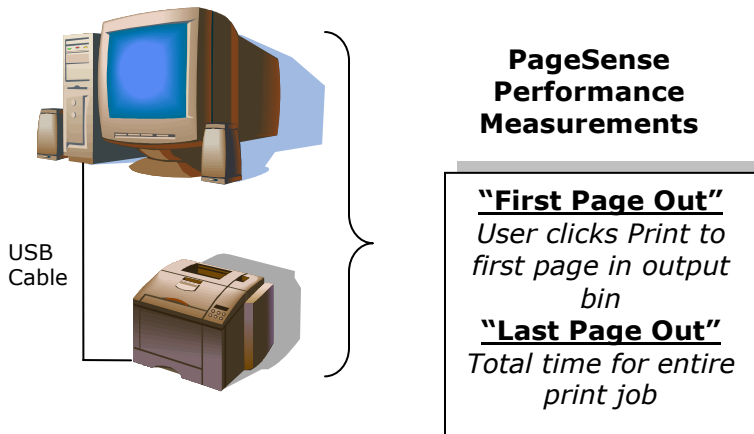 PageSense
Performance
Measurements
“First Page Out”
User clicks Print to
first page in output
bin
“Last Page Out”
Total time for entire
print job
USB
Cable